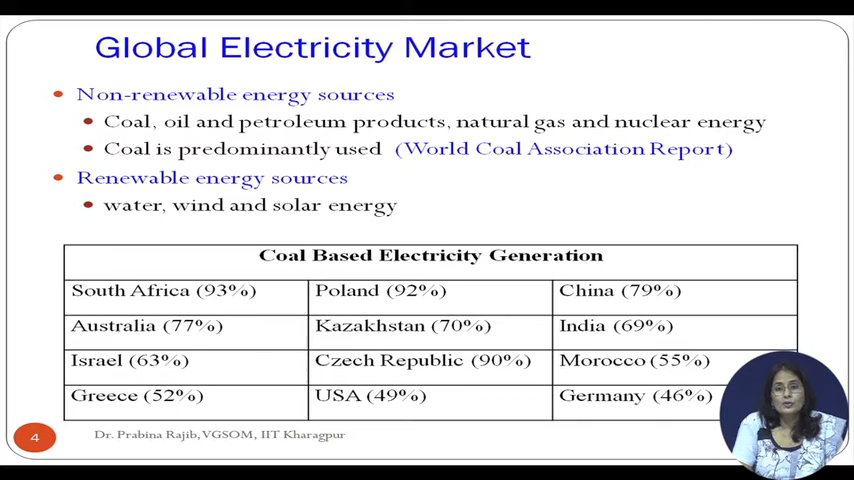 Global Electricity Market
Non-renewable energy sources
Coal, oil and petroleum products, natural gas and nuclear energy
Coal is predominantly used (World Coal Association Report)
Renewable energy sources
water, wind and solar energy
Coal Based Electricity Generation
South Africa (93%) Poland (92%) China (79%)
Australia (77%) Kazakhstan (70%) India (69%)
Israel (63%) Czech Republic (90%) Morocco (55%)
Greece (52%) USA (49%) Germany (46%)
4 Dr. Prabina Rajib, VGSOM, IIT Kharagpur